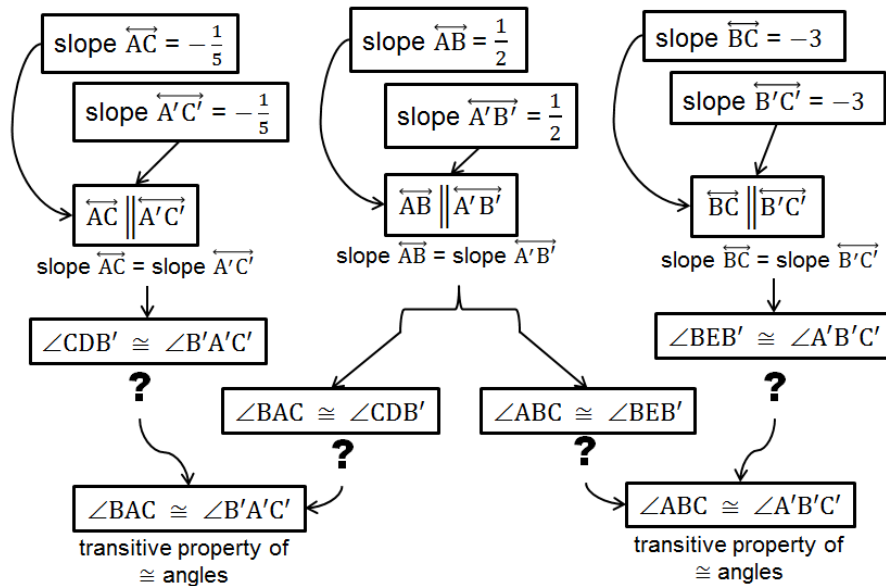 slope ↔AC = −1/5
slope ↔A′C′ = −1/5
↔AC ∥ ↔A′C′
slope ↔AC = slope ↔A′C′
∠CDB′ ≅ ∠B′A′C′
?
slope ↔AB = 1/2
slope ↔A′B′ = 1/2
↔AB ∥ ↔A′B′
slope ↔AB = slope ↔A′B′
slope ↔BC = −3
slope ↔B′C′ = −3
↔BC ∥ ↔B′C′
slope ↔BC = slope ↔B′C′
∠BEB′ ≅ ∠A′B′C′
?
∠BAC ≅ ∠CDB′
?
∠ABC ≅ ∠BEB′
?
∠BAC ≅ ∠B′A′C′
transitive property of
≅ angles
∠ABC ≅ ∠A′B′C′
transitive property of
≅ angles